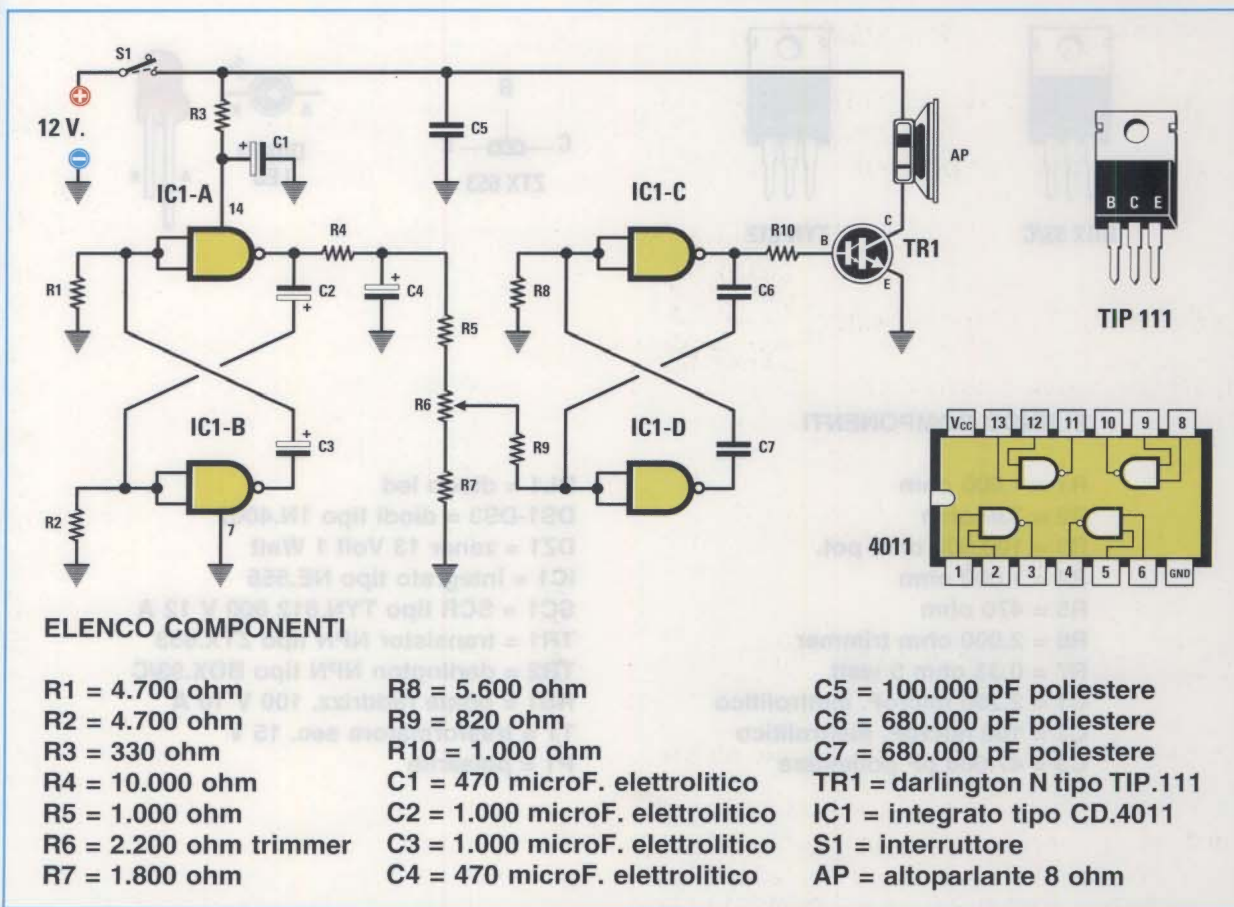 S1
12 V.
R3
C1
14
IC1-A
R1
R4
C2
C4
C5
R5
R6
R7
IC1-B
C3
R2
7
IC1-C
R8
R10
C6
B
C
E
TR1
AP
R9
IC1-D
C7
B C E
TIP 111
Vcc 13 12 11 10 9 8
4011
1 2 3 4 5 6 GND
ELENCO COMPONENTI
R1 = 4.700 ohm
R2 = 4.700 ohm
R3 = 330 ohm
R4 = 10.000 ohm
R5 = 1.000 ohm
R6 = 2.200 ohm trimmer
R7 = 1.800 ohm
R8 = 5.600 ohm
R9 = 820 ohm
R10 = 1.000 ohm
C1 = 470 microF. elettrolitico
C2 = 1.000 microF. elettrolitico
C3 = 1.000 microF. elettrolitico
C4 = 470 microF. elettrolitico
C5 = 100.000 pF poliestere
C6 = 680.000 pF poliestere
C7 = 680.000 pF poliestere
TR1 = darlington N tipo TIP.111
IC1 = integrato tipo CD.4011
S1 = interruttore
AP = altoparlante 8 ohm